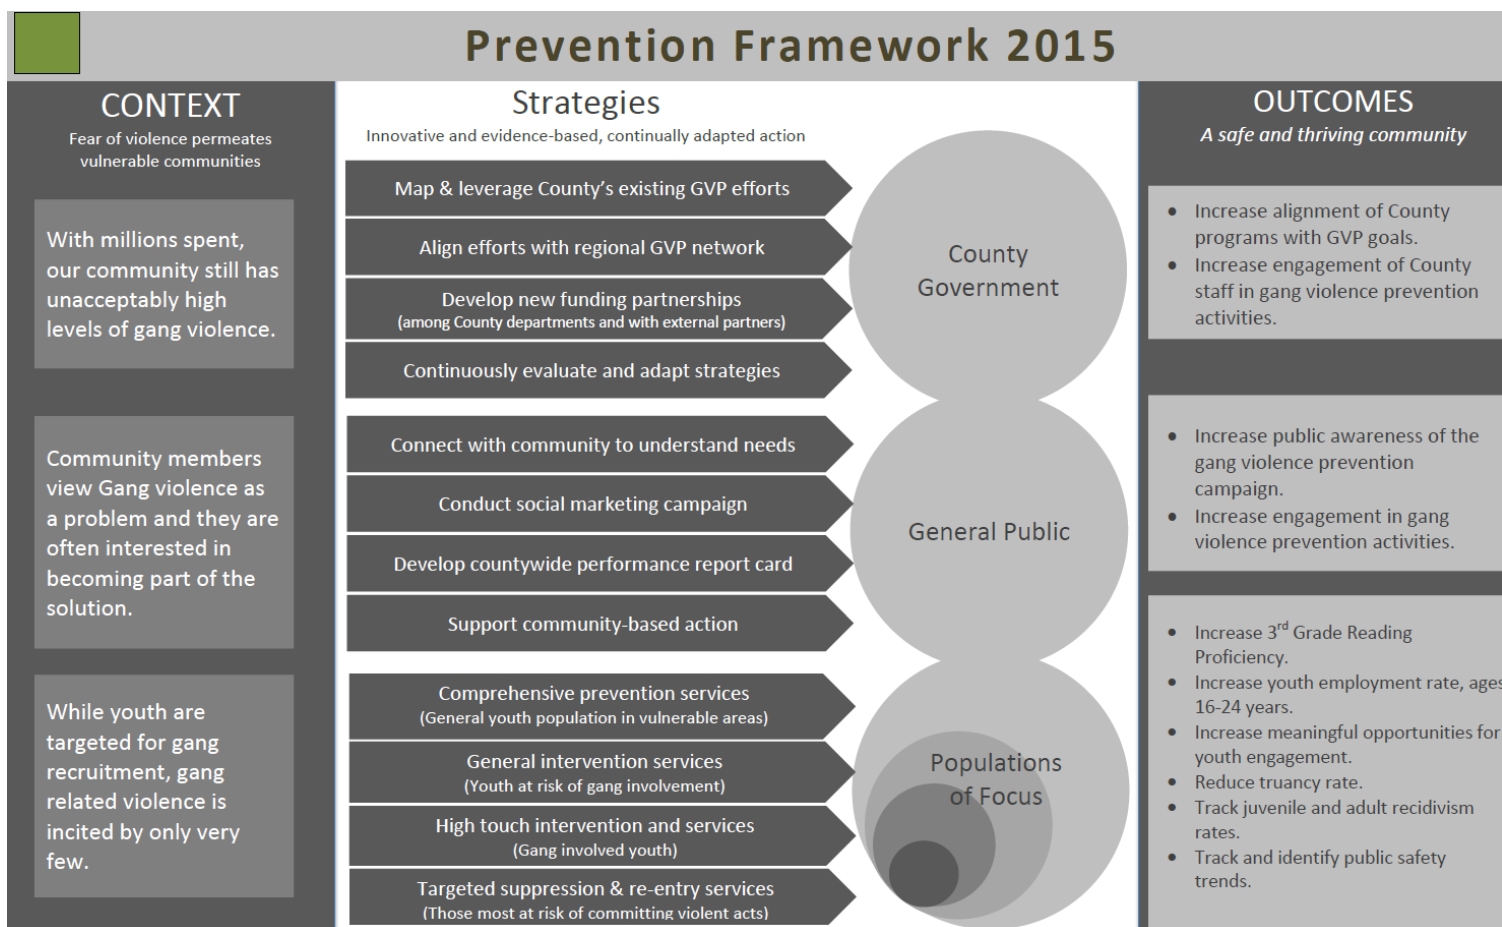 Prevention Framework 2015
CONTEXT
Fear of violence permeates
vulnerable communities
With millions spent,
our community still has
unacceptably high
levels of gang violence.
Community members
view Gang violence as
a problem and they are
often interested in
becoming part of the
solution.
While youth are
targeted for gang
recruitment, gang
related violence is
incited by only very
few.
Strategies
Innovative and evidence-based, continually adapted action
Map & leverage County's existing GVP efforts
Align efforts with regional GVP network
Develop new funding partnerships
(among County departments and with external partners)
Continuously evaluate and adapt strategies
Connect with community to understand needs
Conduct social marketing campaign
Develop countywide performance report card
Support community-based action
Comprehensive prevention services
(General youth population in vulnerable areas)
General intervention services
(Youth at risk of gang involvement)
High touch intervention and services
(Gang involved youth)
Targeted suppression & re-entry services
(Those most at risk of committing violent acts)
County
Government
General Public
Populations
of Focus
OUTCOMES
A safe and thriving community
• Increase alignment of County
programs with GVP goals.
• Increase engagement of County
staff in gang violence prevention
activities.
• Increase public awareness of the
gang violence prevention
campaign.
• Increase engagement in gang
violence prevention activities.
• Increase 3rd Grade Reading
Proficiency.
• Increase youth employment rate, ages
16-24 years.
• Increase meaningful opportunities for
youth engagement.
• Reduce truancy rate.
• Track juvenile and adult recidivism
rates.
• Track and identify public safety
trends.